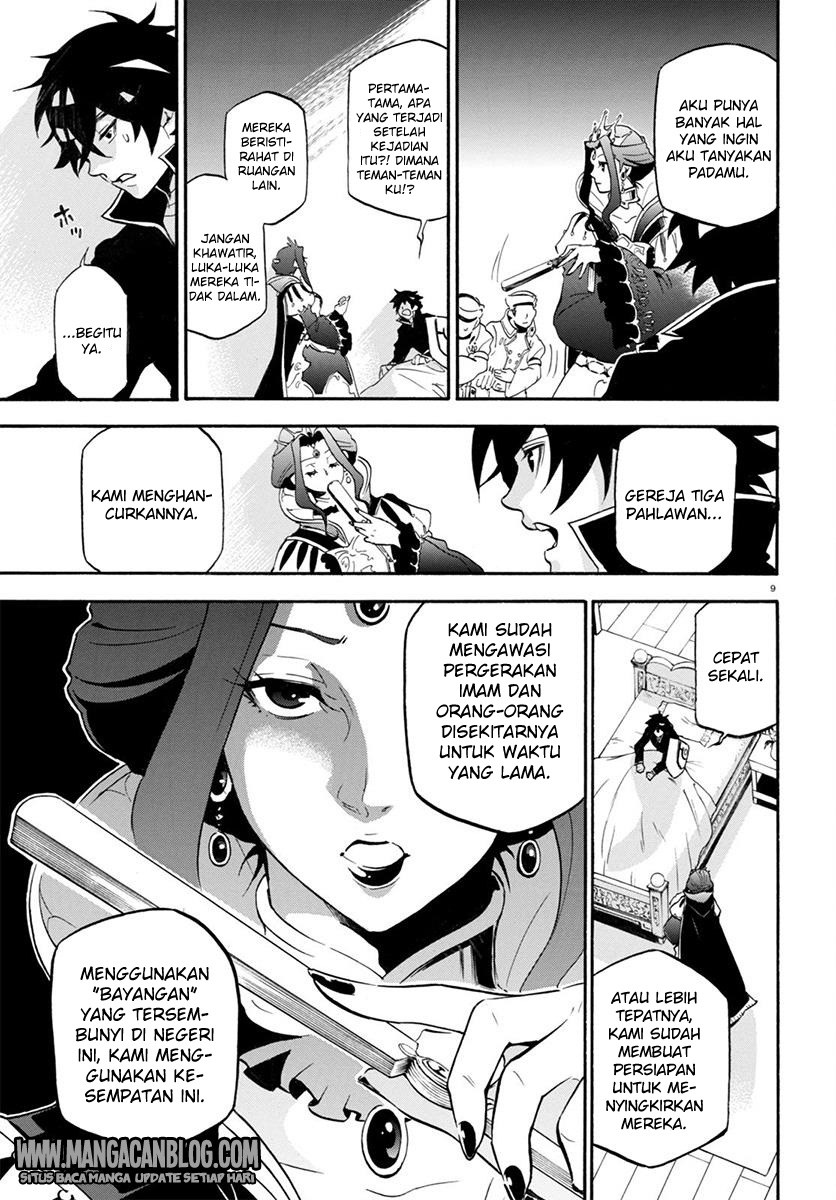 AKU PUNYA
BANYAK HAL
YANG INGIN
AKU TANYAKAN
PADAMU.
PERTAMA-
TAMA, APA
YANG TERJADI
SETELAH
KEJADIAN
ITU?! DIMANA
TEMAN-TEMAN
KU!?
MEREKA
BERISTI-
RAHAT DI
RUANGAN
LAIN.
JANGAN
KHAWATIR,
LUKA-LUKA
MEREKA TI-
DAK DALAM.
ホッ
...BEGITU
YA.
GEREJA TIGA
PAHLAWAN...
KAMI MENGHAN-
CURKANNYA.
9
CEPAT
SEKALI.
ATAU LEBIH
TEPATNYA,
KAMI SUDAH
MEMBUAT
PERSIAPAN
UNTUK ME-
NYINGKIRKAN
MEREKA.
KAMI SUDAH
MENGAWASI
PERGERAKAN
IMAM DAN
ORANG-ORANG
DISEKITARNYA
UNTUK WAKTU
YANG LAMA.
MENGGUNAKAN
"BAYANGAN"
YANG TERSEM-
BUNYI DI NEGERI
INI, KAMI MENG-
GUNAKAN KE-
SEMPATAN INI.
WWW.MANGACANBLOG.COM
SITUS BACA MANGA UPDATE SETIAP HARI